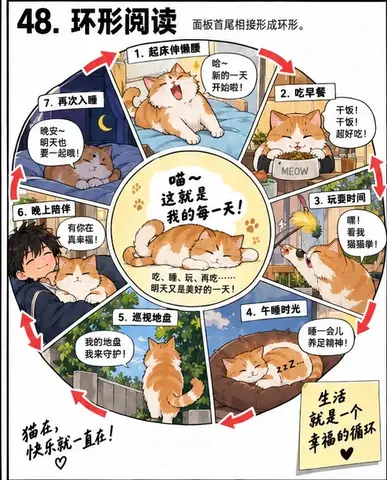 48. 环形阅读
面板首尾相接形成环形。
1. 起床伸懒腰
哈~
新的一天
开始啦!
2. 吃早餐
干饭!
干饭!
超好吃!
MEOW
3. 玩耍时间
嘿!
看我
猫猫拳!
4. 午睡时光
睡一会儿
养足精神!
zzZ...
5. 巡视地盘
我的地盘
我来守护!
6. 晚上陪伴
有你在
真幸福!
7. 再次入睡
晚安~
明天也
要一起哦!
喵~
这就是
我的每一天!
吃、睡、玩、再吃……
明天又是美好的一天!
猫在,
快乐就一直在!
生活
就是一个
幸福的循环